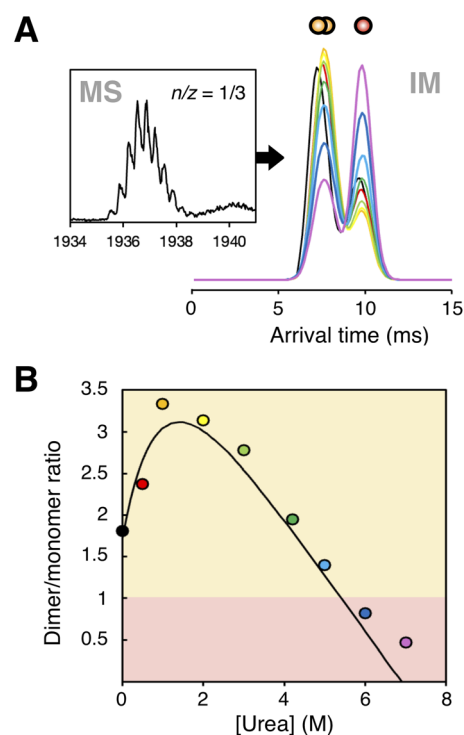 A
MS
n/z = 1/3
IM
1934
1936
1938
1940
0
5
10
15
Arrival time (ms)
B
3.5
3
2.5
2
1.5
1
0.5
Dimer/monomer ratio
0
2
4
6
8
[Urea] (M)